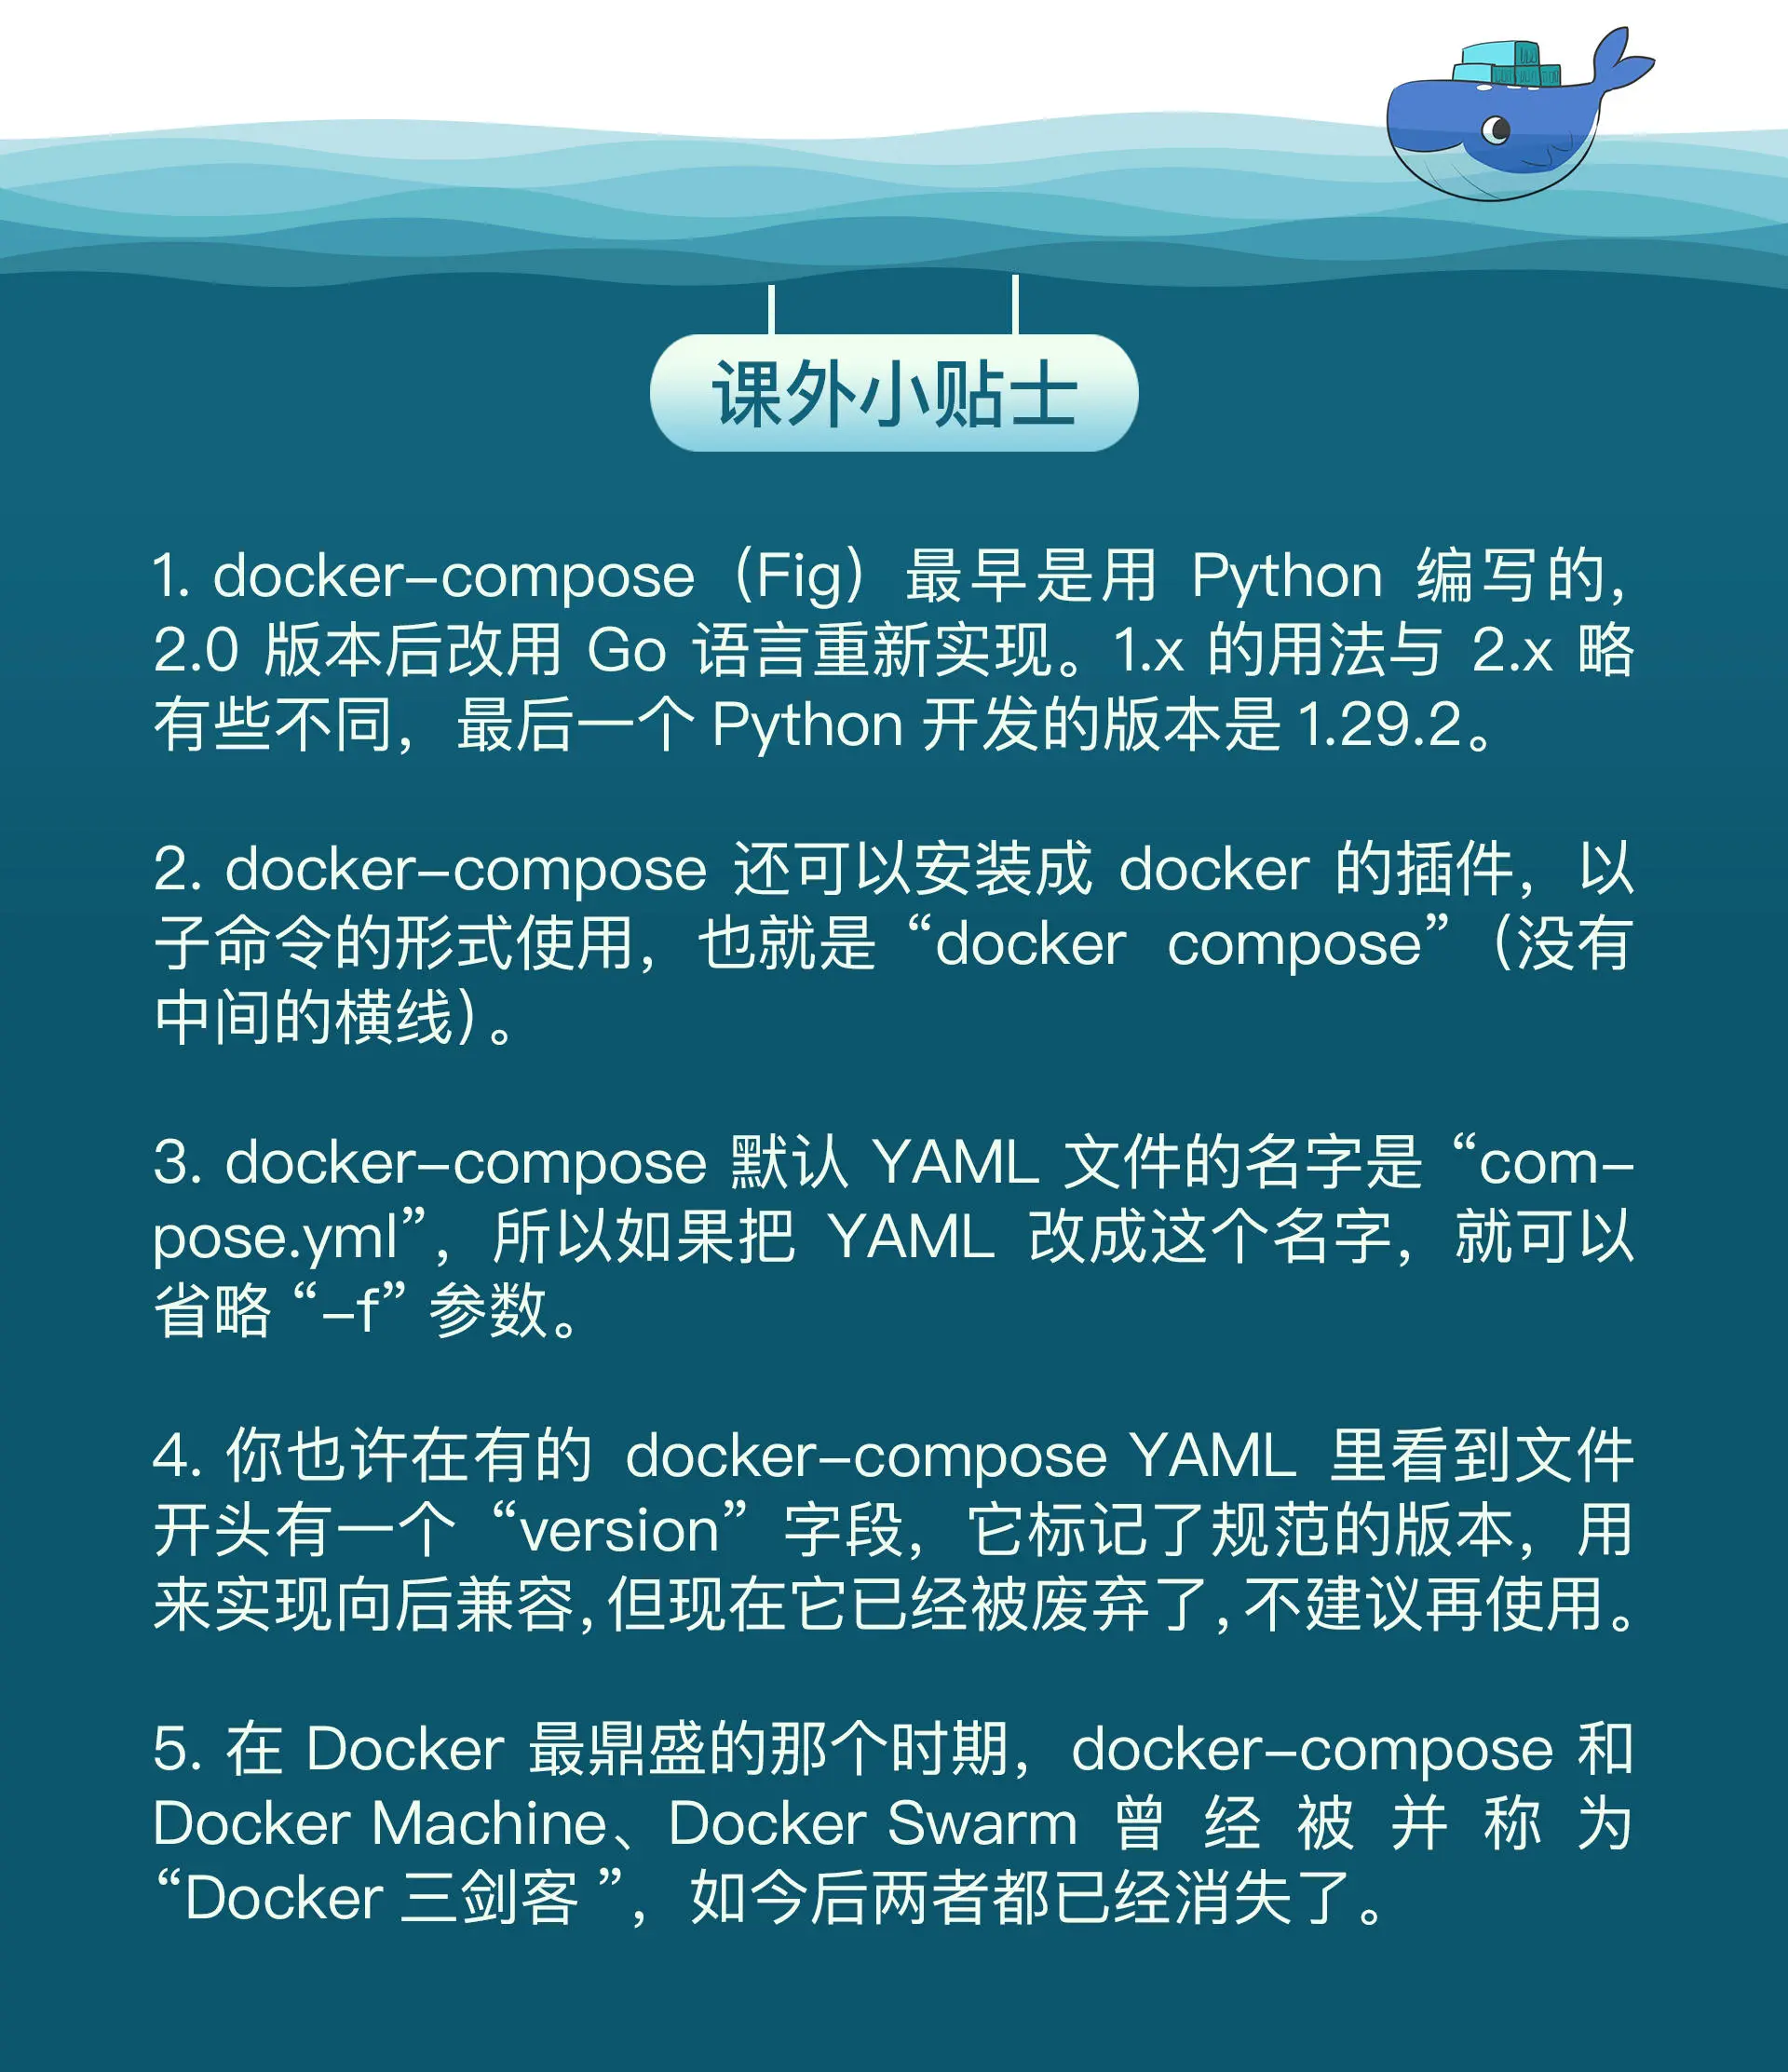 课外小贴士
1. docker-compose（Fig）最早是用 Python 编写的，
2.0 版本后改用 Go 语言重新实现。1.x 的用法与 2.x 略
有些不同，最后一个 Python 开发的版本是 1.29.2。
2. docker-compose 还可以安装成 docker 的插件，以
子命令的形式使用，也就是 “docker compose”（没有
中间的横线）。
3. docker-compose 默认 YAML 文件的名字是 “com-
pose.yml”，所以如果把 YAML 改成这个名字，就可以
省略 “-f” 参数。
4. 你也许在有的 docker-compose YAML 里看到文件
开头有一个 “version” 字段，它标记了规范的版本，用
来实现向后兼容，但现在它已经被废弃了，不建议再使用。
5. 在 Docker 最鼎盛的那个时期，docker-compose 和
Docker Machine、Docker Swarm 曾经被并称为
“Docker 三剑客 ”，如今后两者都已经消失了。